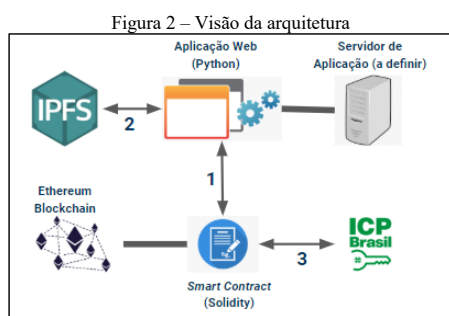 Figura 2 – Visão da arquitetura
Aplicação Web
(Python)
Servidor de
Aplicação (a definir)
IPFS
2
1
Ethereum
Blockchain
3
ICP
Brasil
Smart Contract
(Solidity)